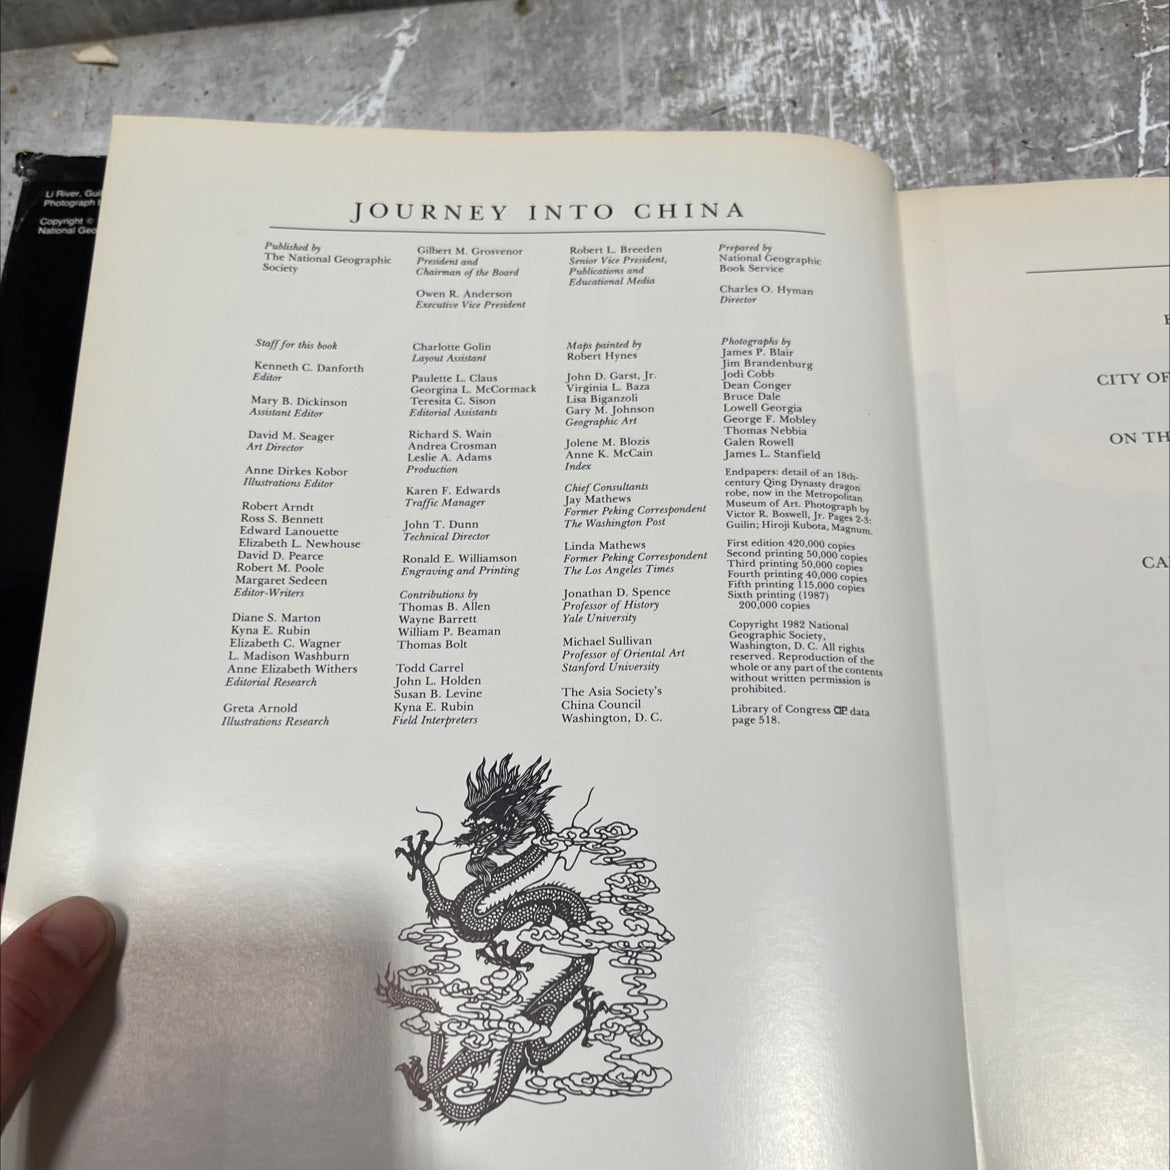 Li River,
Photograph
Copyright ©
National Geo
JOURNEY INTO CHINA
Published by
The National Geographic
Society
Gilbert M. Grosvenor
President and
Chairman of the Board
Owen R. Anderson
Executive Vice President
Robert L. Breeden
Senior Vice President,
Publications and
Educational Media
Prepared by
National Geographic
Book Service
Charles O. Hyman
Director
Staff for this book
Kenneth C. Danforth
Editor
Mary B. Dickinson
Assistant Editor
David M. Seager
Art Director
Anne Dirkes Kobor
Illustrations Editor
Robert Arndt
Ross S. Bennett
Edward Lanouette
Elizabeth L. Newhouse
David D. Pearce
Robert M. Poole
Margaret Sedeen
Editor-Writers
Diane S. Marton
Kyna E. Rubin
Elizabeth C. Wagner
L. Madison Washburn
Anne Elizabeth Withers
Editorial Research
Greta Arnold
Illustrations Research
Charlotte Golin
Layout Assistant
Paulette L. Claus
Georgina L. McCormack
Teresita C. Sison
Editorial Assistants
Richard S. Wain
Andrea Crosman
Leslie A. Adams
Production
Karen F. Edwards
Traffic Manager
John T. Dunn
Technical Director
Ronald E. Williamson
Engraving and Printing
Contributions by
Thomas B. Allen
Wayne Barrett
William P. Beaman
Thomas Bolt
Todd Carrel
John L. Holden
Susan B. Levine
Kyna E. Rubin
Field Interpreters
Maps painted by
Robert Hynes
John D. Garst, Jr.
Virginia L. Baza
Lisa Biganzoli
Gary M. Johnson
Geographic Art
Jolene M. Blozis
Anne K. McCain
Index
Chief Consultants
Jay Mathews
Former Peking Correspondent
The Washington Post
Linda Mathews
Former Peking Correspondent
The Los Angeles Times
Jonathan D. Spence
Professor of History
Yale University
Michael Sullivan
Professor of Oriental Art
Stanford University
The Asia Society's
China Council
Washington, D. C.
Photographs by
James P. Blair
Jim Brandenburg
Jodi Cobb
Dean Conger
Bruce Dale
Lowell Georgia
George F. Mobley
Thomas Nebbia
Galen Rowell
James L. Stanfield
Endpapers: detail of an 18th-
century Qing Dynasty dragon
robe, now in the Metropolitan
Museum of Art. Photograph by
Victor R. Boswell, Jr. Pages 2-3:
Guilin; Hiroji Kubota, Magnum.
First edition 420,000 copies
Second printing 50,000 copies
Third printing 50,000 copies
Fourth printing 40,000 copies
Fifth printing 115,000 copies
Sixth printing (1987)
200,000 copies
Copyright 1982 National
Geographic Society,
Washington, D. C. All rights
reserved. Reproduction of the
whole or any part of the contents
without written permission is
prohibited.
Library of Congress CIP data
page 518.
CITY OF
ON TH
CA